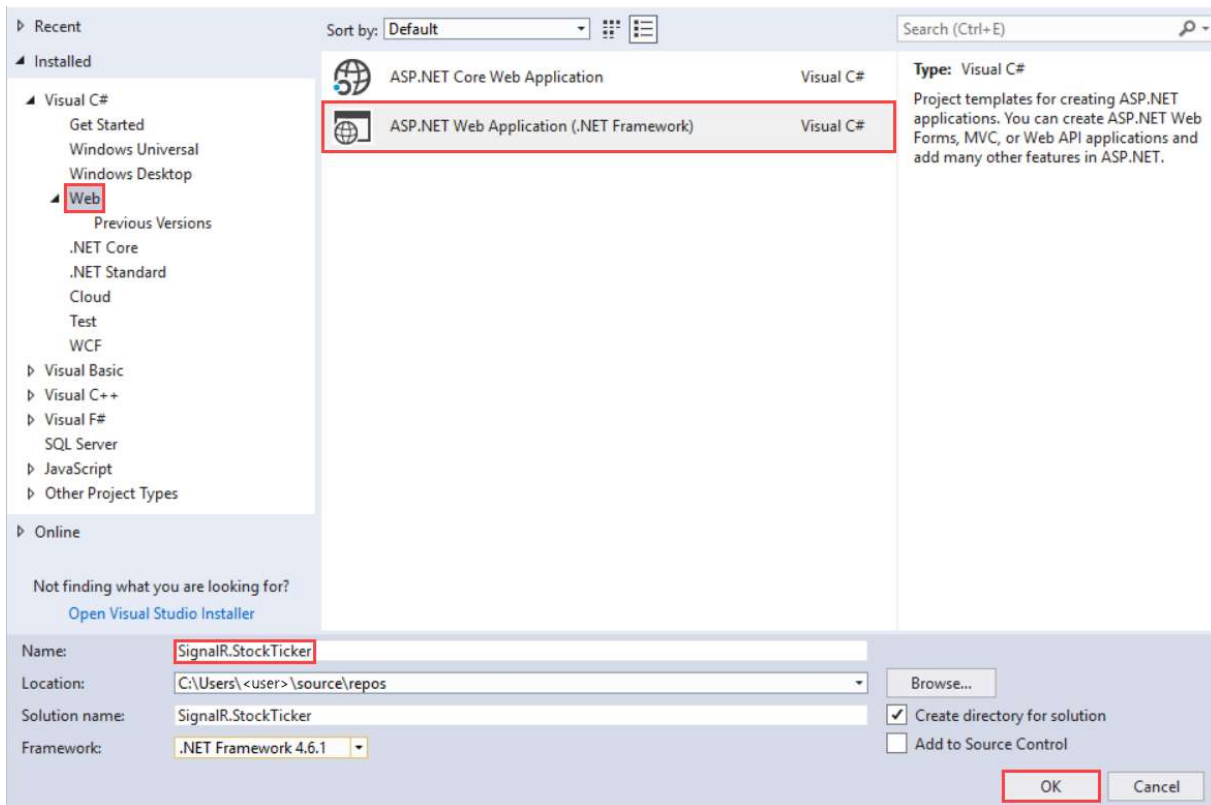 Recent
Installed
Visual C#
Get Started
Windows Universal
Windows Desktop
Web
Previous Versions
.NET Core
.NET Standard
Cloud
Test
WCF
Visual Basic
Visual C++
Visual F#
SQL Server
JavaScript
Other Project Types
Online
Not finding what you are looking for?
Open Visual Studio Installer
Sort by: Default
ASP.NET Core Web Application Visual C#
ASP.NET Web Application (.NET Framework) Visual C#
Search (Ctrl+E)
Type: Visual C#
Project templates for creating ASP.NET
applications. You can create ASP.NET Web
Forms, MVC, or Web API applications and
add many other features in ASP.NET.
Name: SignalR.StockTicker
Location: C:\Users\<user>\source\repos
Browse...
Solution name: SignalR.StockTicker
Create directory for solution
Framework: .NET Framework 4.6.1
Add to Source Control
OK Cancel